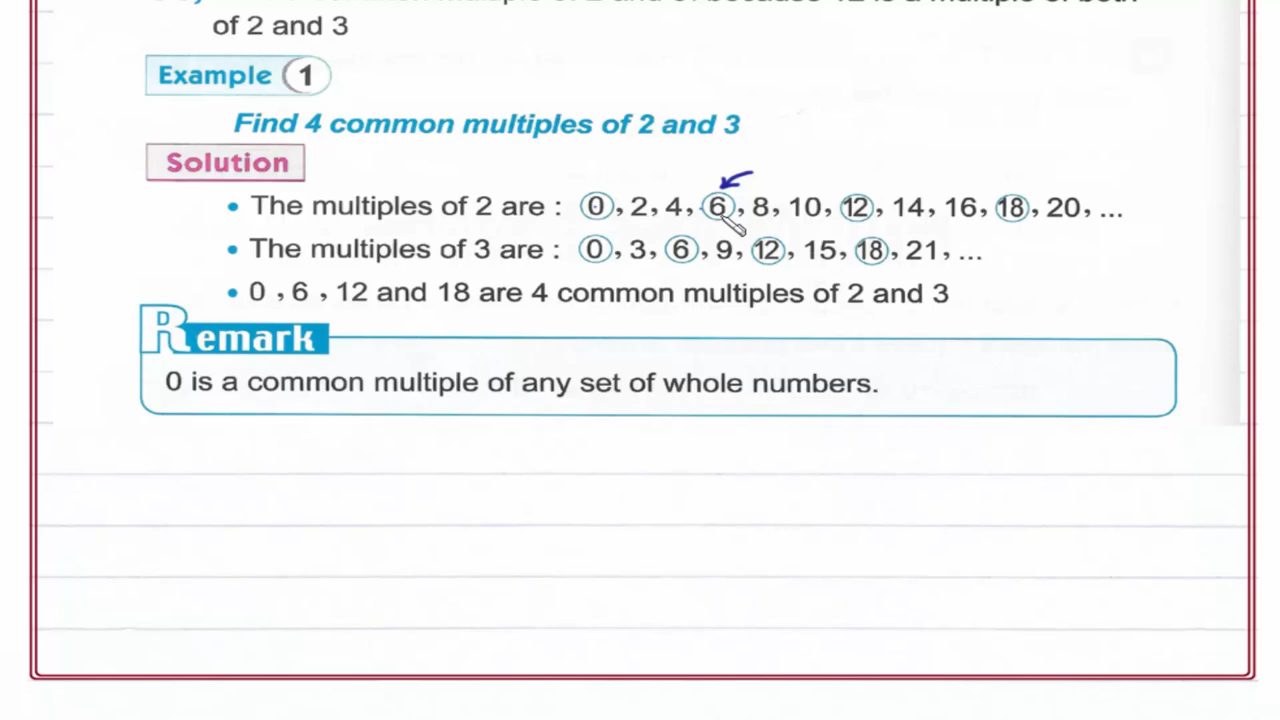 of 2 and 3
Example 1
Find 4 common multiples of 2 and 3
Solution
• The multiples of 2 are : 0 , 2 , 4 , 6 , 8 , 10 , 12 , 14 , 16 , 18 , 20 , ...
• The multiples of 3 are : 0 , 3 , 6 , 9 , 12 , 15 , 18 , 21 , ...
• 0 , 6 , 12 and 18 are 4 common multiples of 2 and 3
Remark
0 is a common multiple of any set of whole numbers.